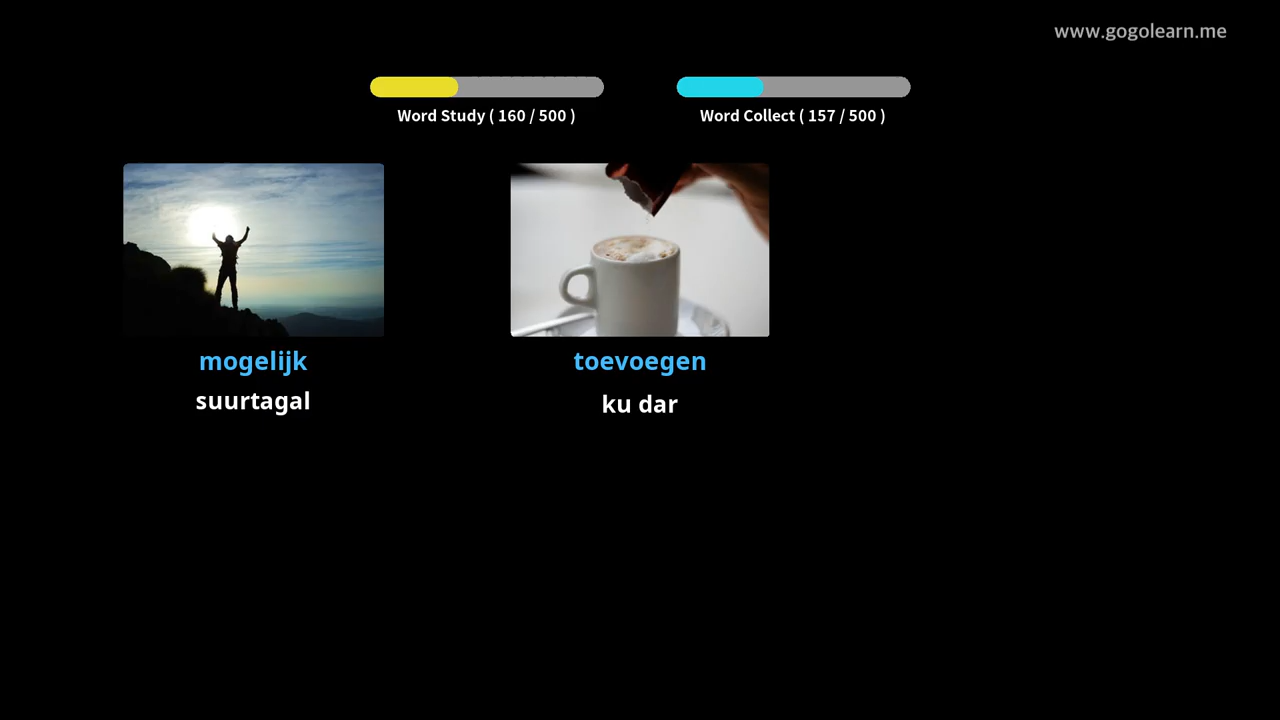 www.gogolearn.me
Word Study ( 160 / 500 )
Word Collect ( 157 / 500 )
mogelijk
suurtagal
toevoegen
ku dar